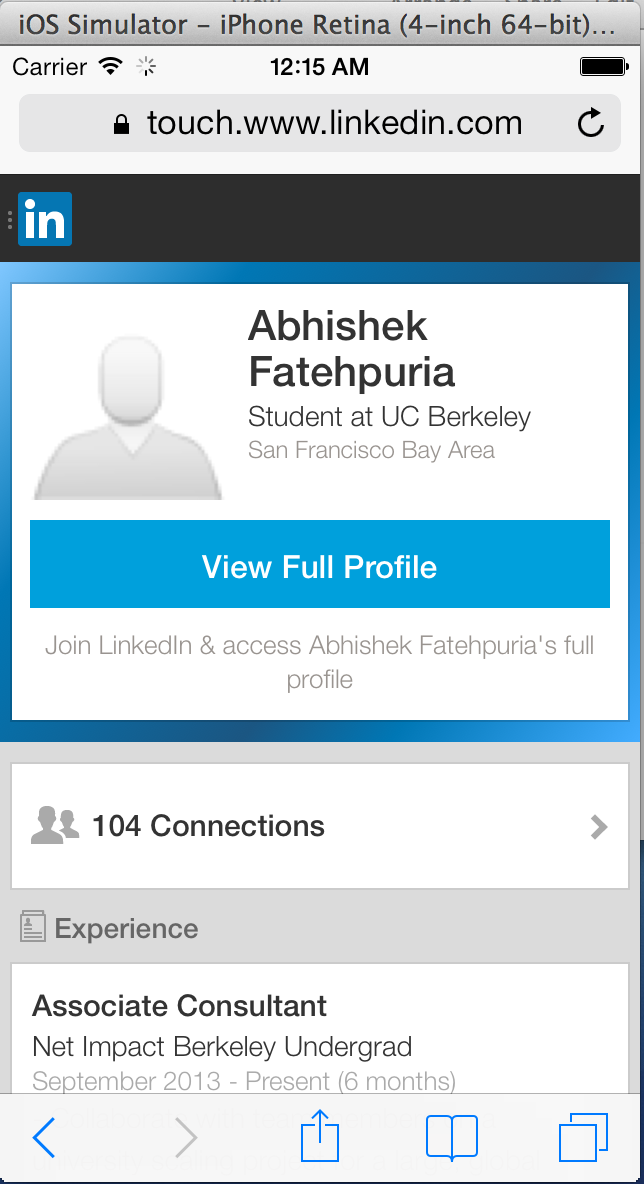 iOS Simulator – iPhone Retina (4-inch 64-bit)...
Carrier 12:15 AM
touch.www.linkedin.com
in
Abhishek
Fatehpuria
Student at UC Berkeley
San Francisco Bay Area
View Full Profile
Join LinkedIn & access Abhishek Fatehpuria's full
profile
104 Connections
Experience
Associate Consultant
Net Impact Berkeley Undergrad
September 2013 - Present (6 months)